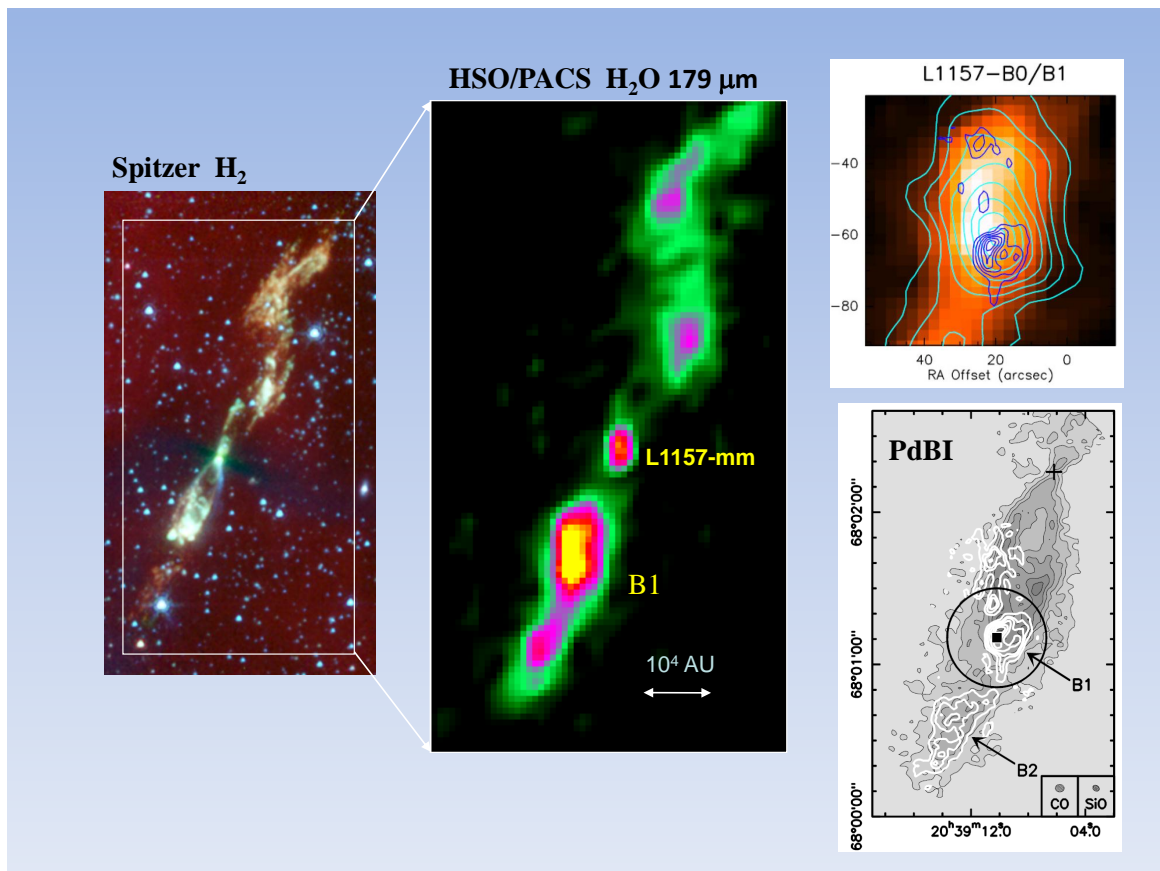 HSO/PACS H₂O 179 μm
Spitzer H₂
L1157-mm
B1
10⁴ AU
L1157-B0/B1
−40
−60
−80
40 20 0
RA Offset (arcsec)
PdBI
68°02'00"
68°01'00"
68°00'00"
B1
B2
CO SiO
20ʰ39ᵐ12ˢ.0 04ˢ.0